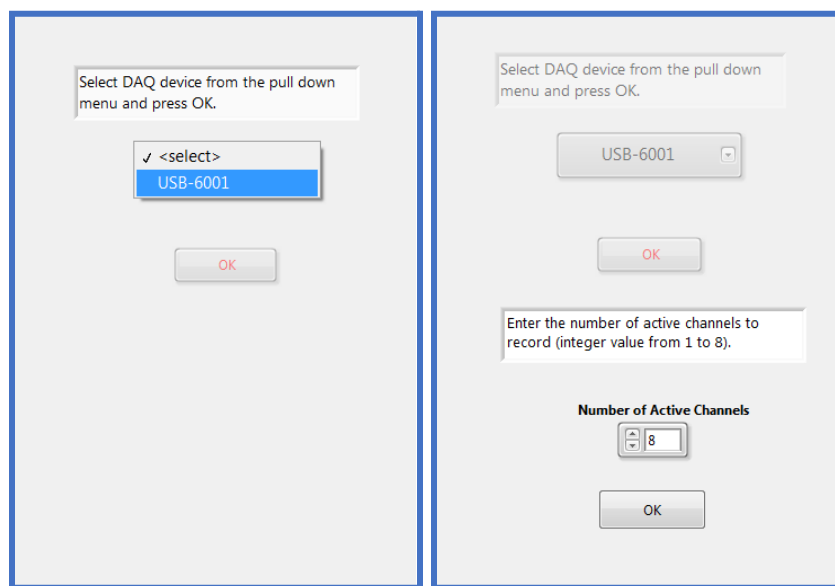 Select DAQ device from the pull down
menu and press OK.
✓ <select>
USB-6001
OK
Select DAQ device from the pull down
menu and press OK.
USB-6001
OK
Enter the number of active channels to
record (integer value from 1 to 8).
Number of Active Channels
8
OK